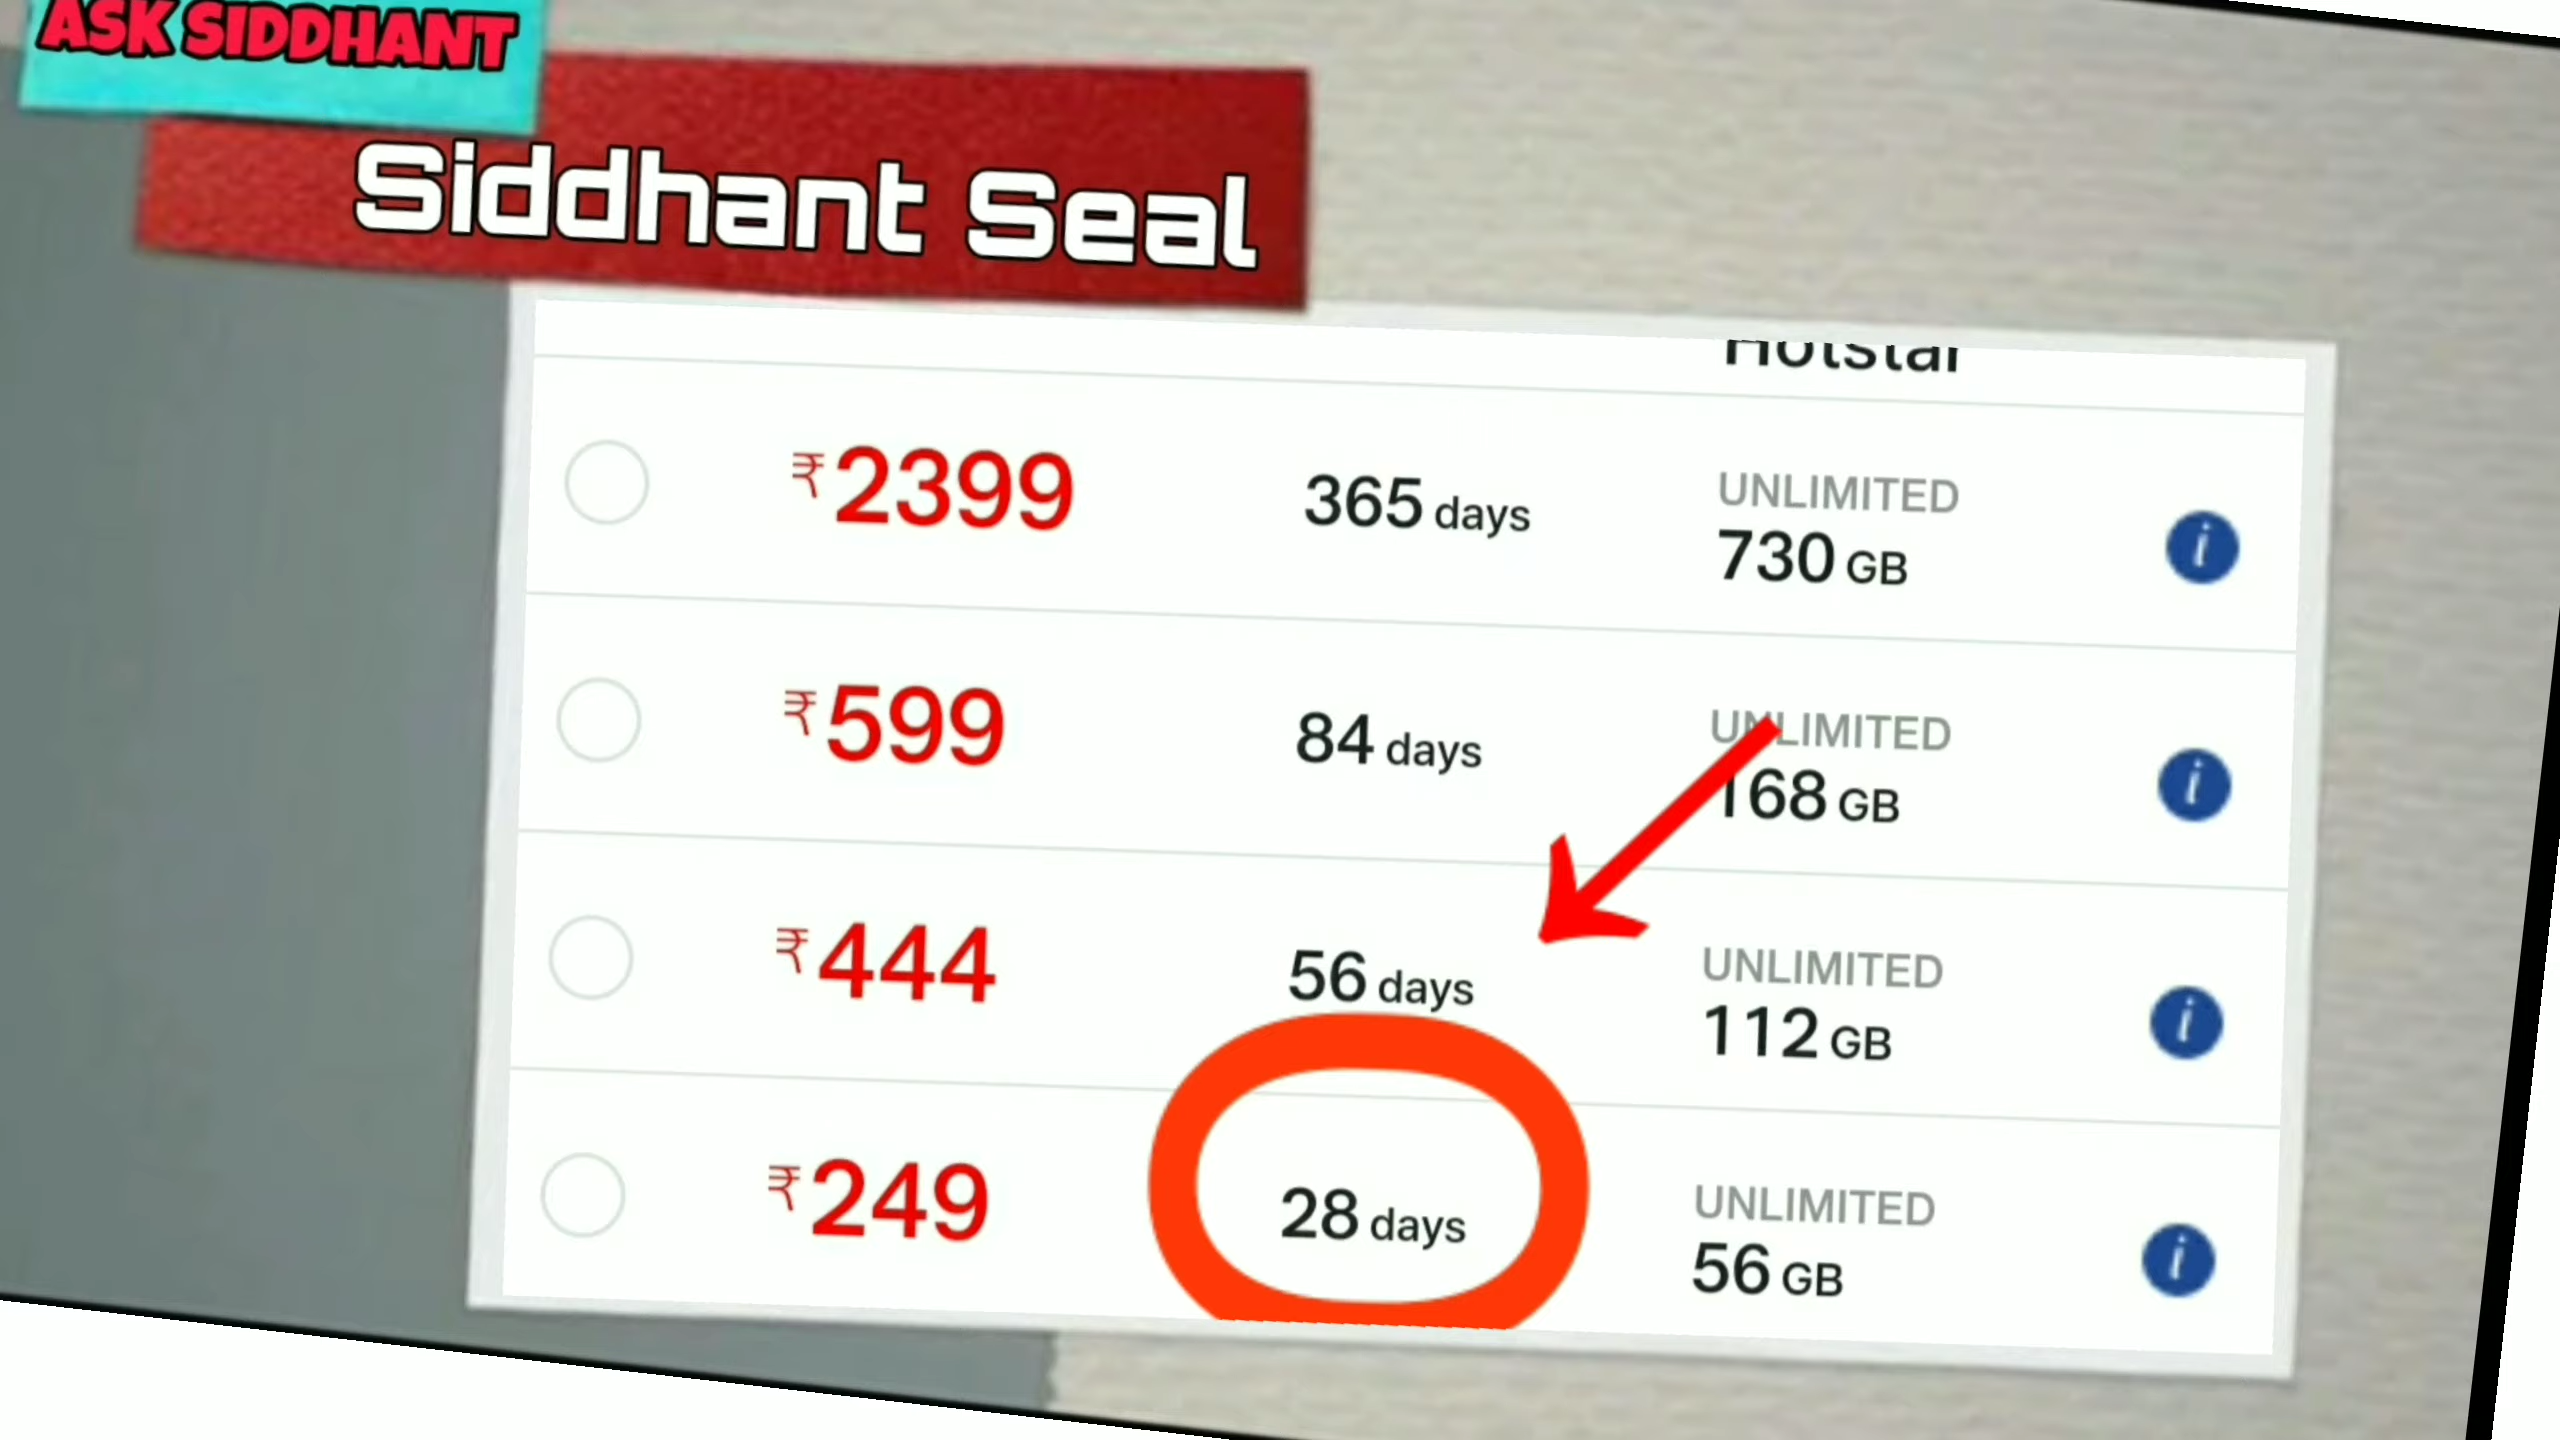 ASK SIDDHANT
Siddhant Seal
Hotstar
₹2399 365 days UNLIMITED
730 GB
₹599 84 days UNLIMITED
168 GB
₹444 56 days UNLIMITED
112 GB
₹249 28 days UNLIMITED
56 GB